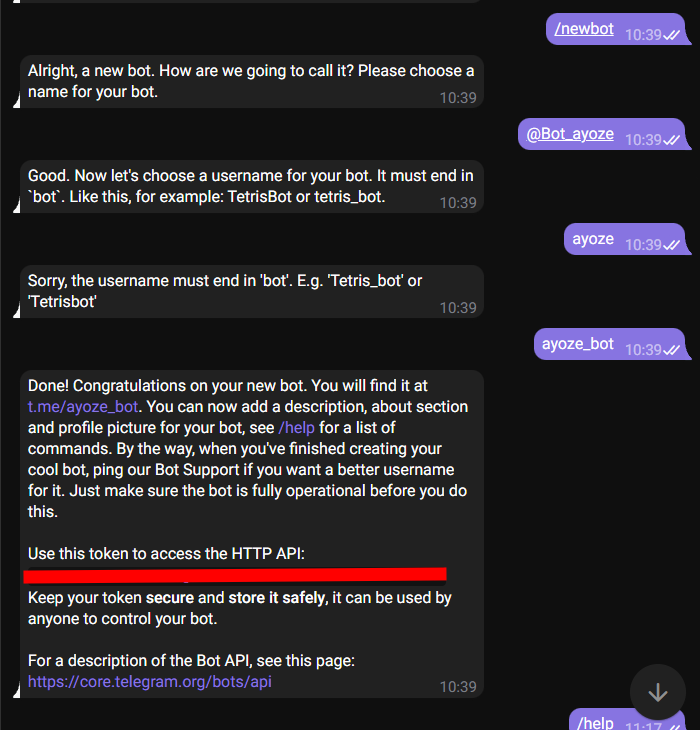 /newbot 10:39
Alright, a new bot. How are we going to call it? Please choose a
name for your bot.
10:39
@Bot_ayoze 10:39
Good. Now let's choose a username for your bot. It must end in
`bot`. Like this, for example: TetrisBot or tetris_bot.
10:39
ayoze 10:39
Sorry, the username must end in 'bot'. E.g. 'Tetris_bot' or
'Tetrisbot'
10:39
ayoze_bot 10:39
Done! Congratulations on your new bot. You will find it at
t.me/ayoze_bot. You can now add a description, about section
and profile picture for your bot, see /help for a list of
commands. By the way, when you've finished creating your
cool bot, ping our Bot Support if you want a better username
for it. Just make sure the bot is fully operational before you do
this.
Use this token to access the HTTP API:
Keep your token secure and store it safely, it can be used by
anyone to control your bot.
For a description of the Bot API, see this page:
https://core.telegram.org/bots/api
10:39
/help 11:17